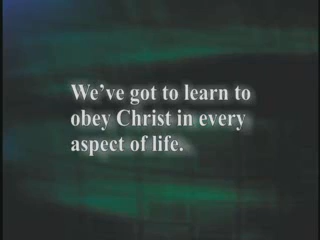 We've got to learn to
obey Christ in every
aspect of life.